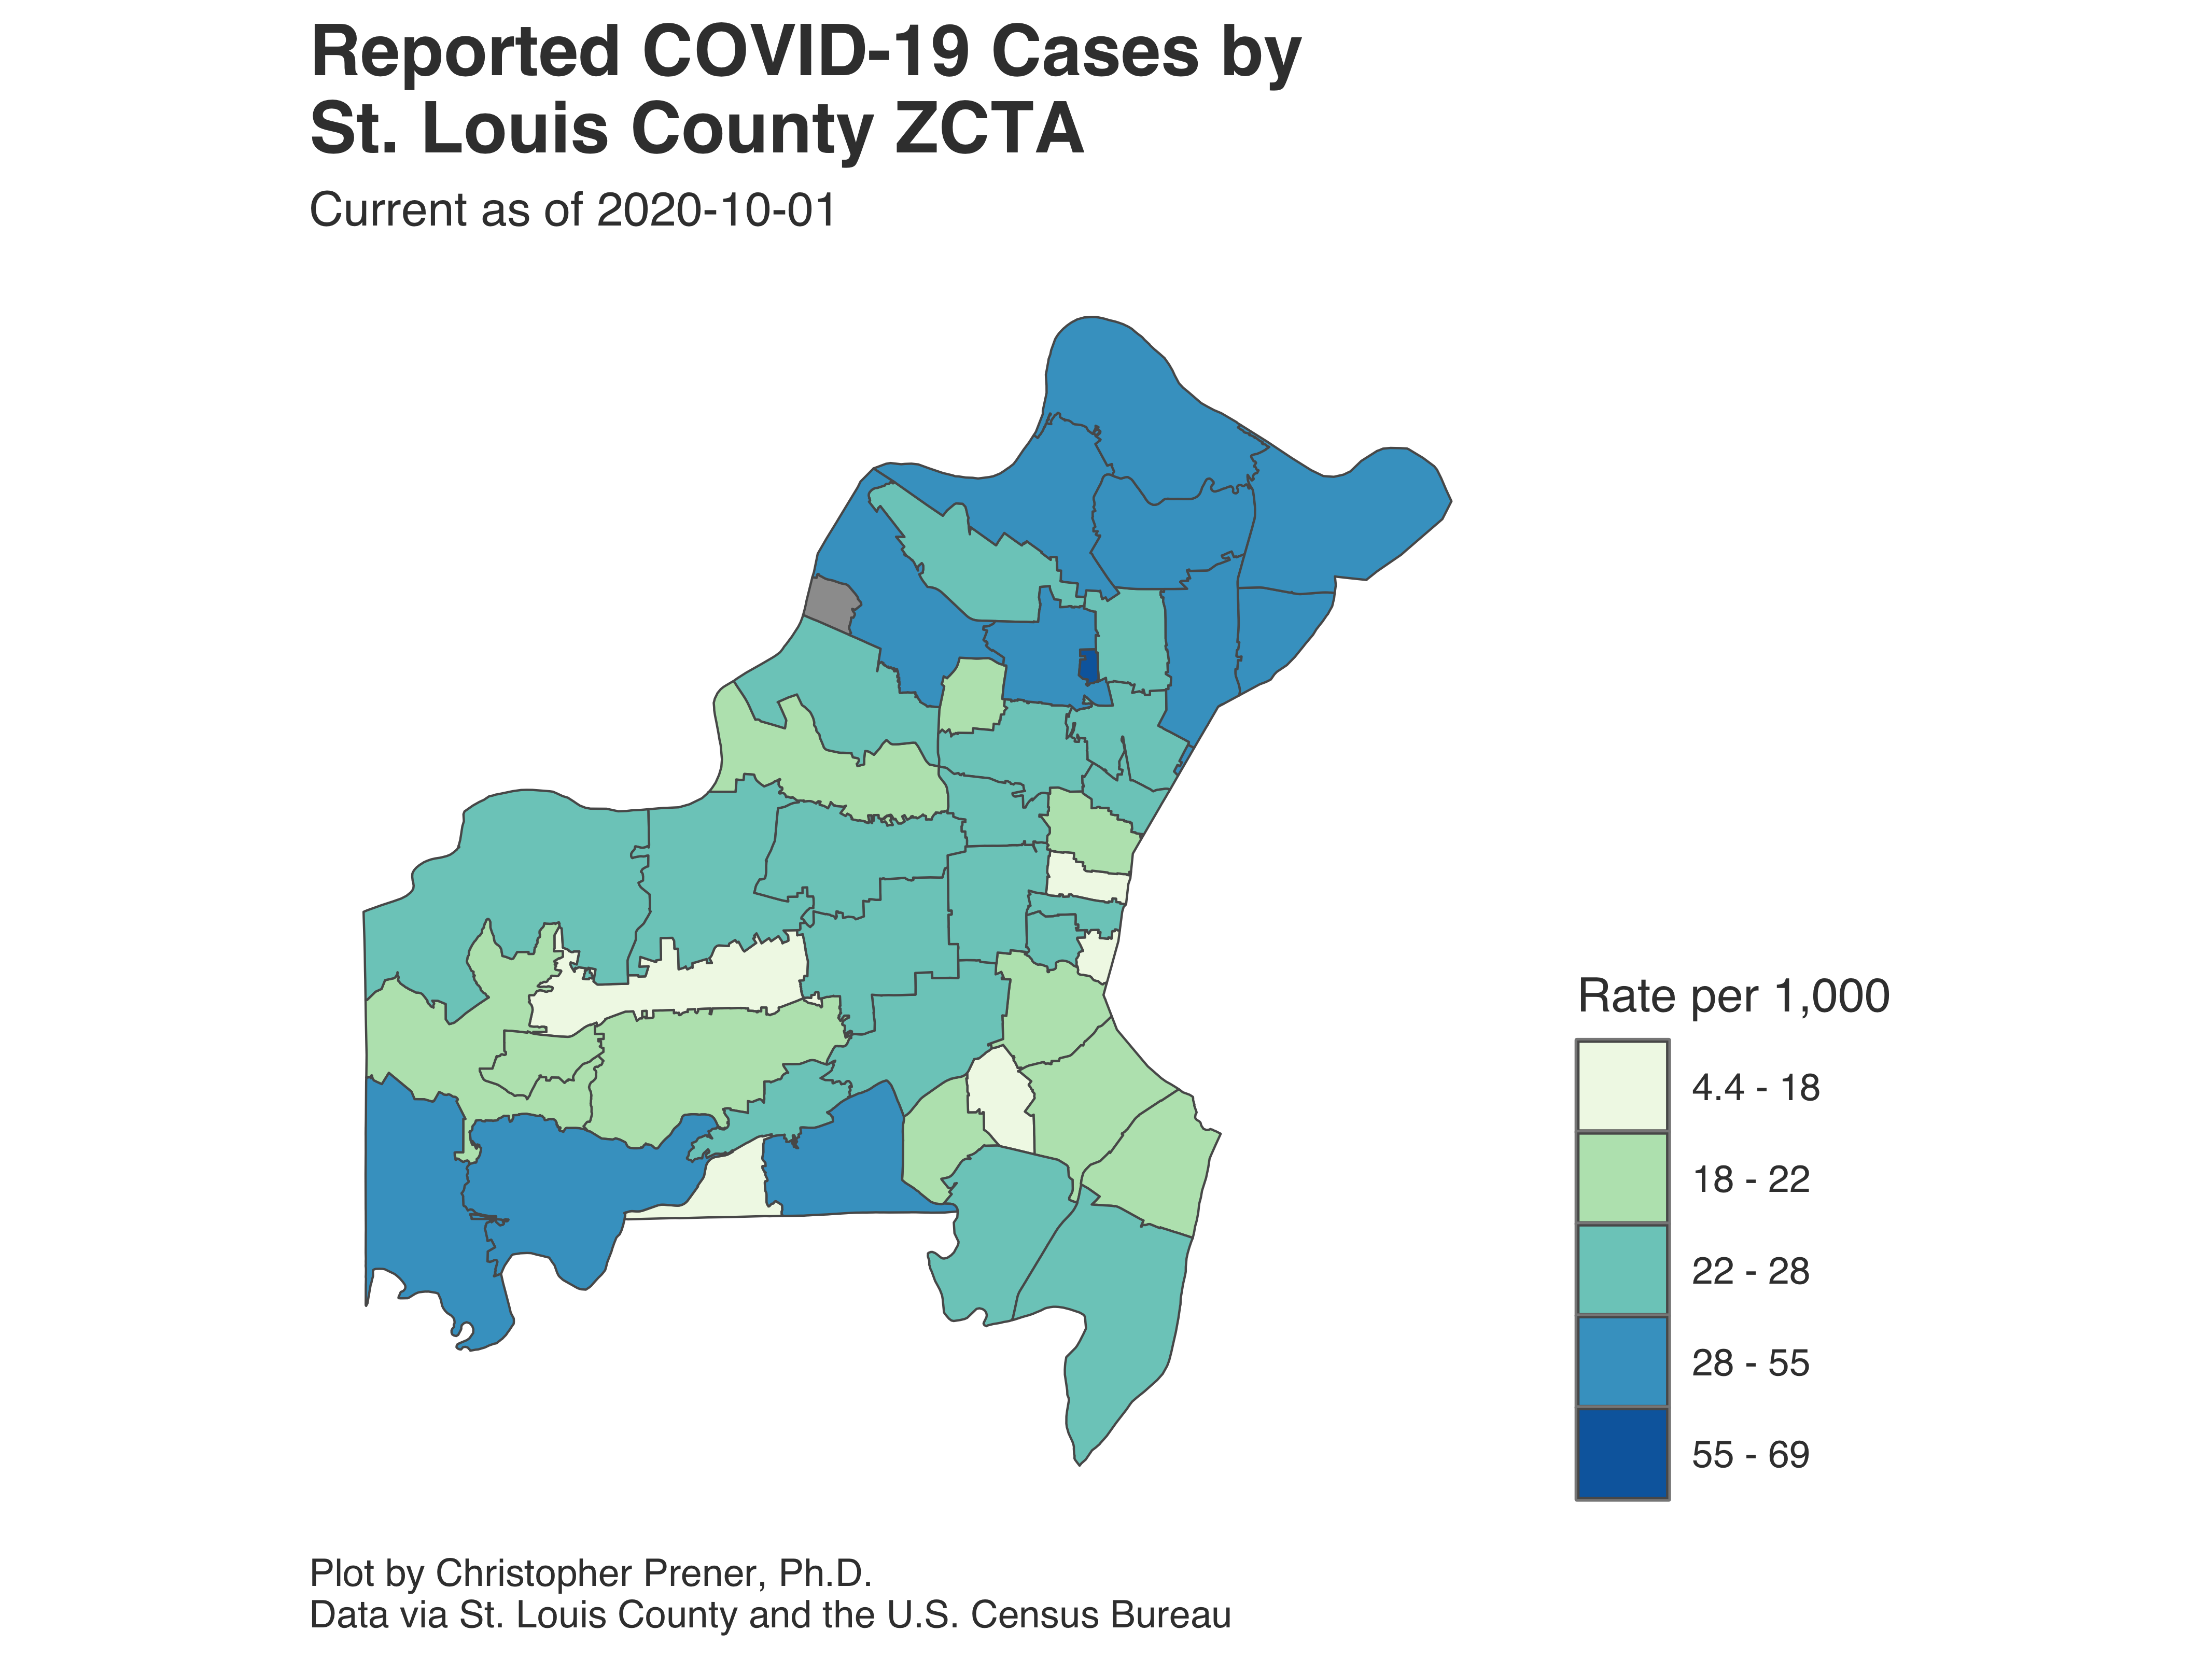 Reported COVID-19 Cases by
St. Louis County ZCTA
Current as of 2020-10-01
Rate per 1,000
4.4 - 18
18 - 22
22 - 28
28 - 55
55 - 69
Plot by Christopher Prener, Ph.D.
Data via St. Louis County and the U.S. Census Bureau